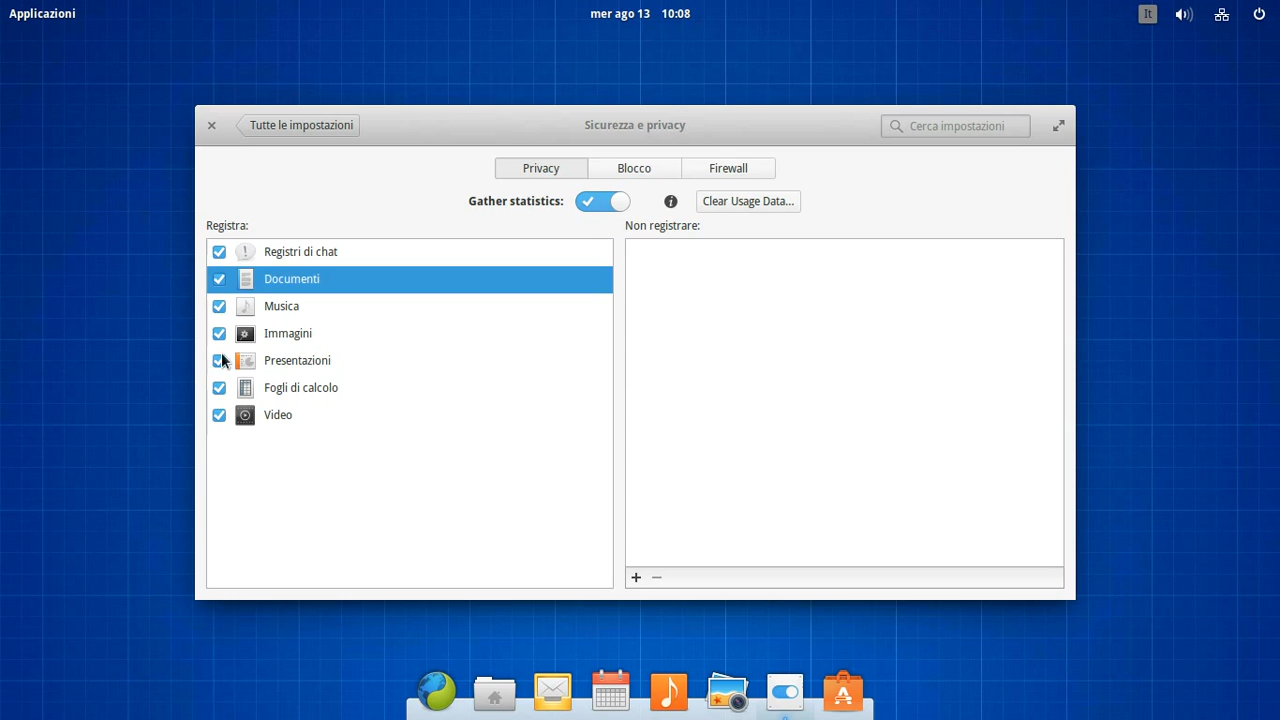 Applicazioni
mer ago 13 10:08
It
Tutte le impostazioni
Sicurezza e privacy
Cerca impostazioni
Privacy
Blocco
Firewall
Gather statistics:
Clear Usage Data...
Registra:
Non registrare:
Registri di chat
Documenti
Musica
Immagini
Presentazioni
Fogli di calcolo
Video